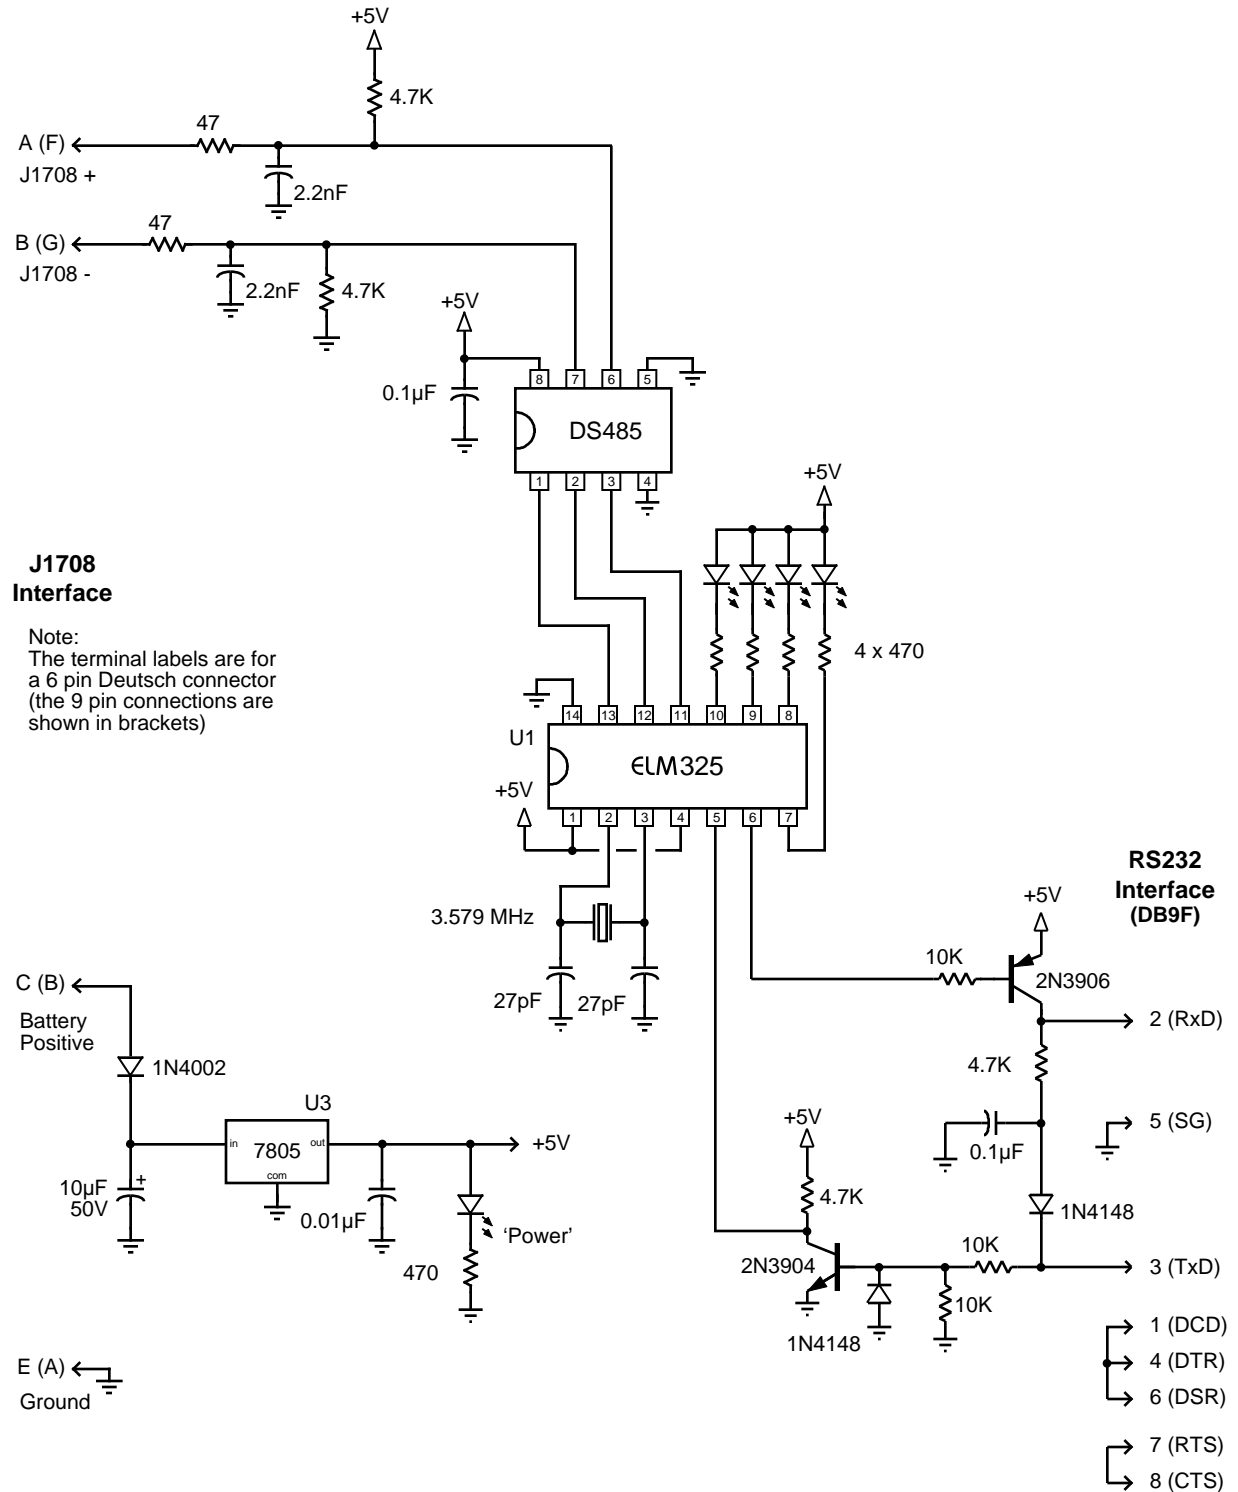 +5V
4.7K
47
A (F)
J1708 +
2.2nF
47
B (G)
J1708 -
2.2nF
4.7K
+5V
0.1µF
8
7
6
5
DS485
1
2
3
4
+5V
J1708
Interface
Note:
The terminal labels are for
a 6 pin Deutsch connector
(the 9 pin connections are
shown in brackets)
4 x 470
14
13
12
11
10
9
8
U1
ELM325
+5V
1
2
3
4
5
6
7
3.579 MHz
27pF
27pF
RS232
Interface
(DB9F)
+5V
10K
2N3906
2 (RxD)
4.7K
5 (SG)
0.1µF
1N4148
C (B)
Battery
Positive
1N4002
U3
in
7805
out
com
+5V
10µF
50V
+
0.01µF
'Power'
470
+5V
4.7K
2N3904
10K
3 (TxD)
10K
1N4148
1 (DCD)
4 (DTR)
6 (DSR)
7 (RTS)
8 (CTS)
E (A)
Ground